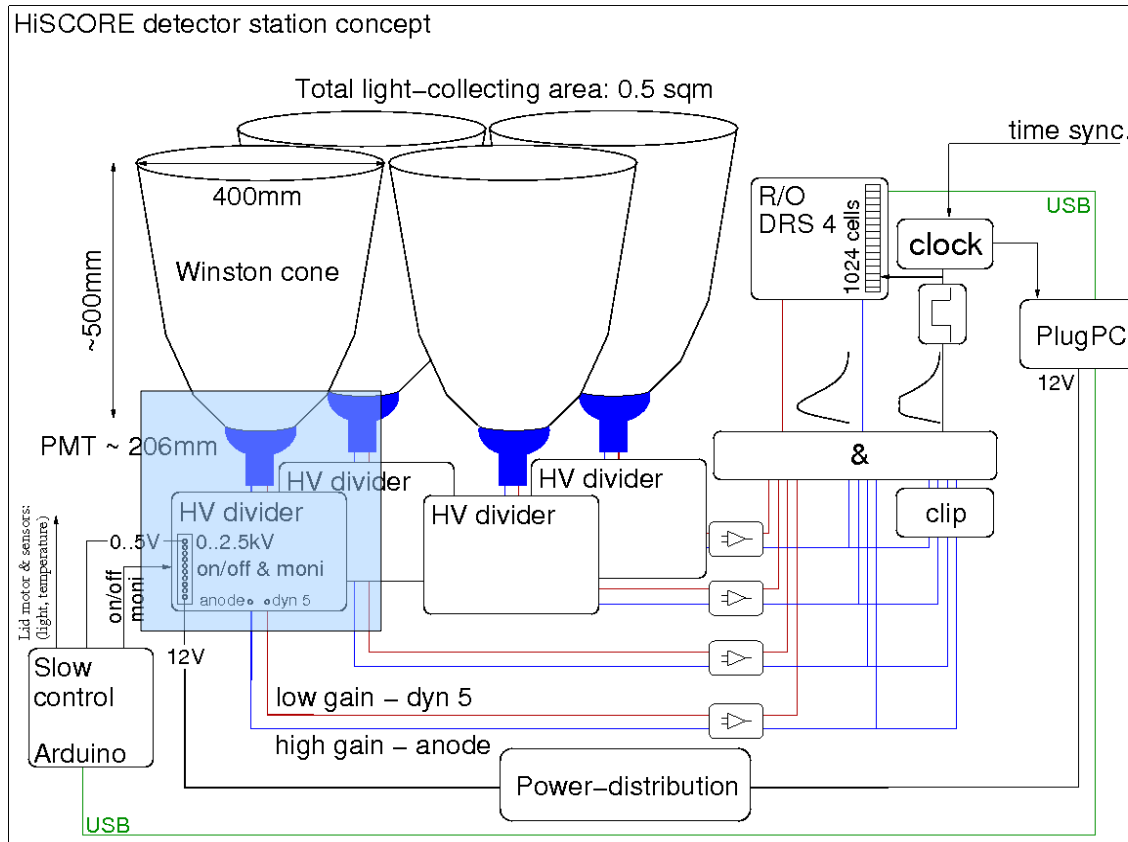 HiSCORE detector station concept
Total light-collecting area: 0.5 sqm
time sync.
400mm
R/O
DRS 4
1024 cells
USB
clock
Winston cone
~500mm
PlugPC
12V
PMT ~ 206mm
&
HV divider
HV divider
HV divider
HV divider
clip
Lid motor & sensors:
(light, temperature)
0..5V
0..2.5kV
on/off & moni
on/off
moni
anode
dyn 5
12V
Slow
control
Arduino
low gain - dyn 5
high gain - anode
Power-distribution
USB